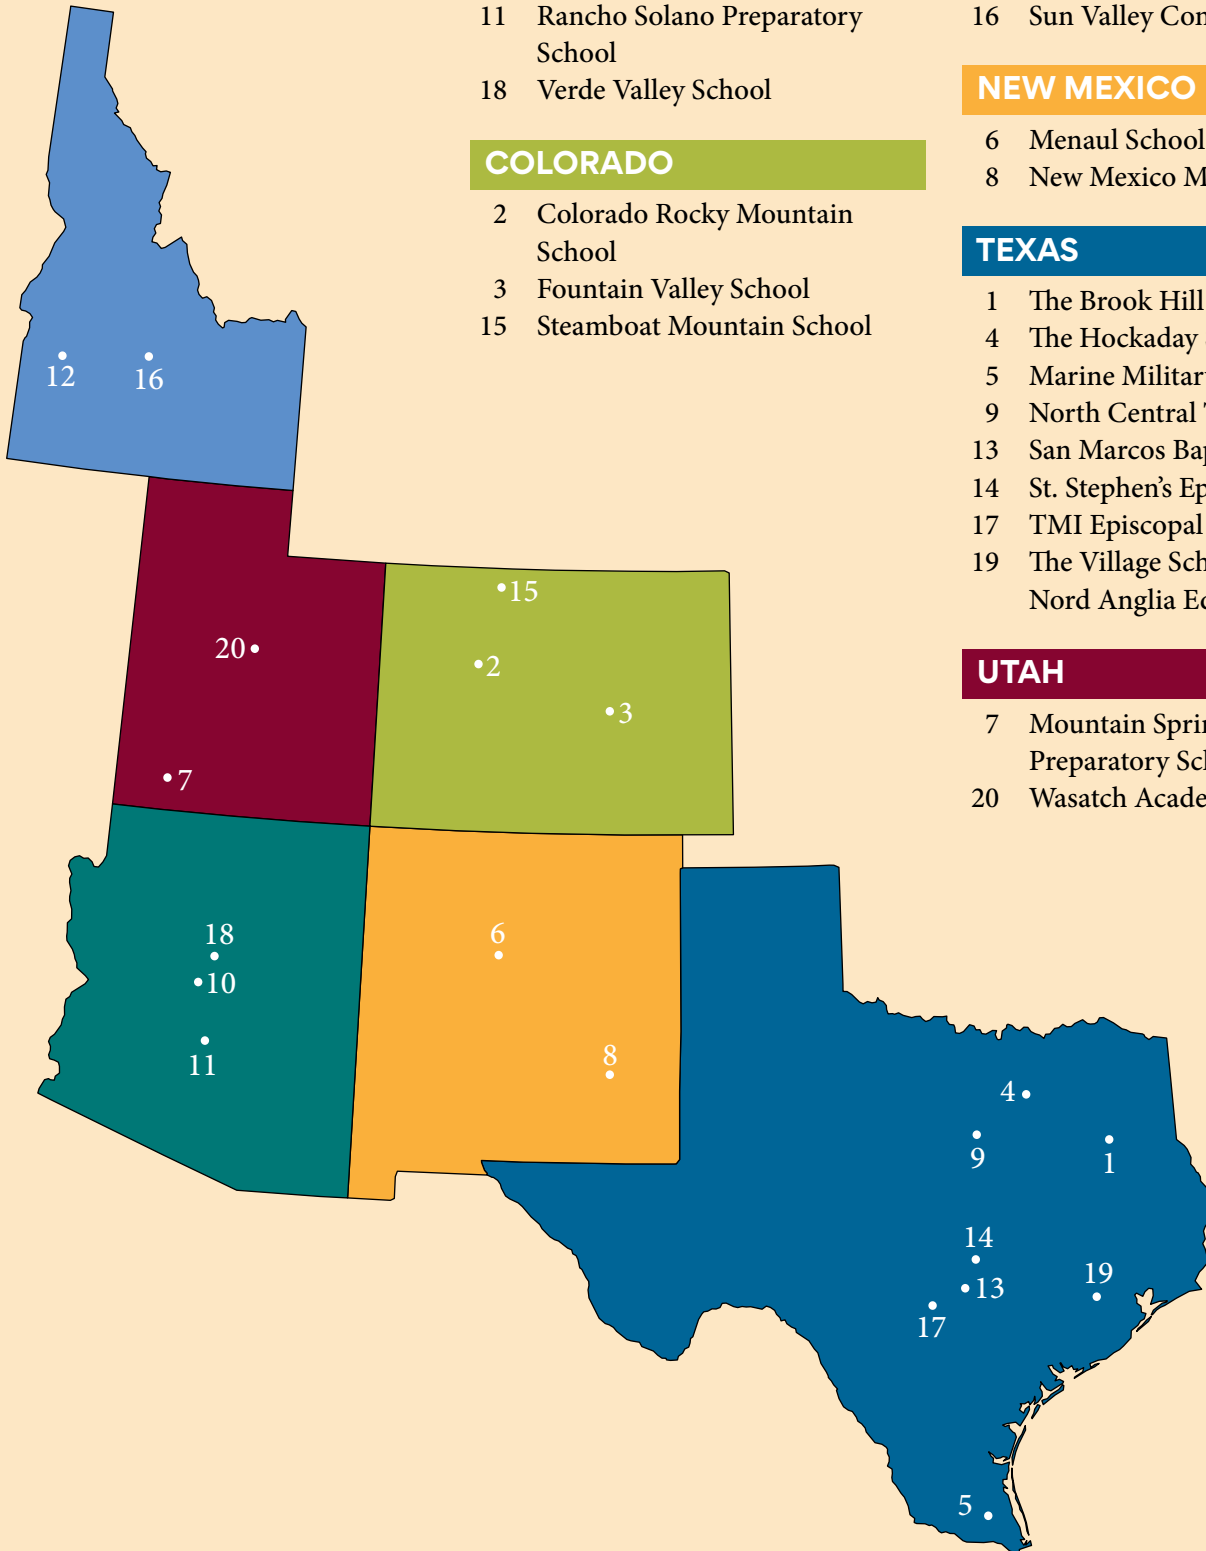 11 Rancho Solano Preparatory
School
18 Verde Valley School
COLORADO
2 Colorado Rocky Mountain
School
3 Fountain Valley School
15 Steamboat Mountain School
16 Sun Valley
NEW MEXICO
6 Menaul School
8 New Mexico
TEXAS
1 The Brook Hill
4 The Hockaday
5 Marine
9 North Central
13 San Marcos
14 St. Stephen's
17 TMI Episcopal
19 The Village
Nord Anglia
UTAH
7 Mountain
Preparatory
20 Wasatch
12
16
15
20
2
3
7
18
10
11
6
8
4
9
1
14
13
17
19
5